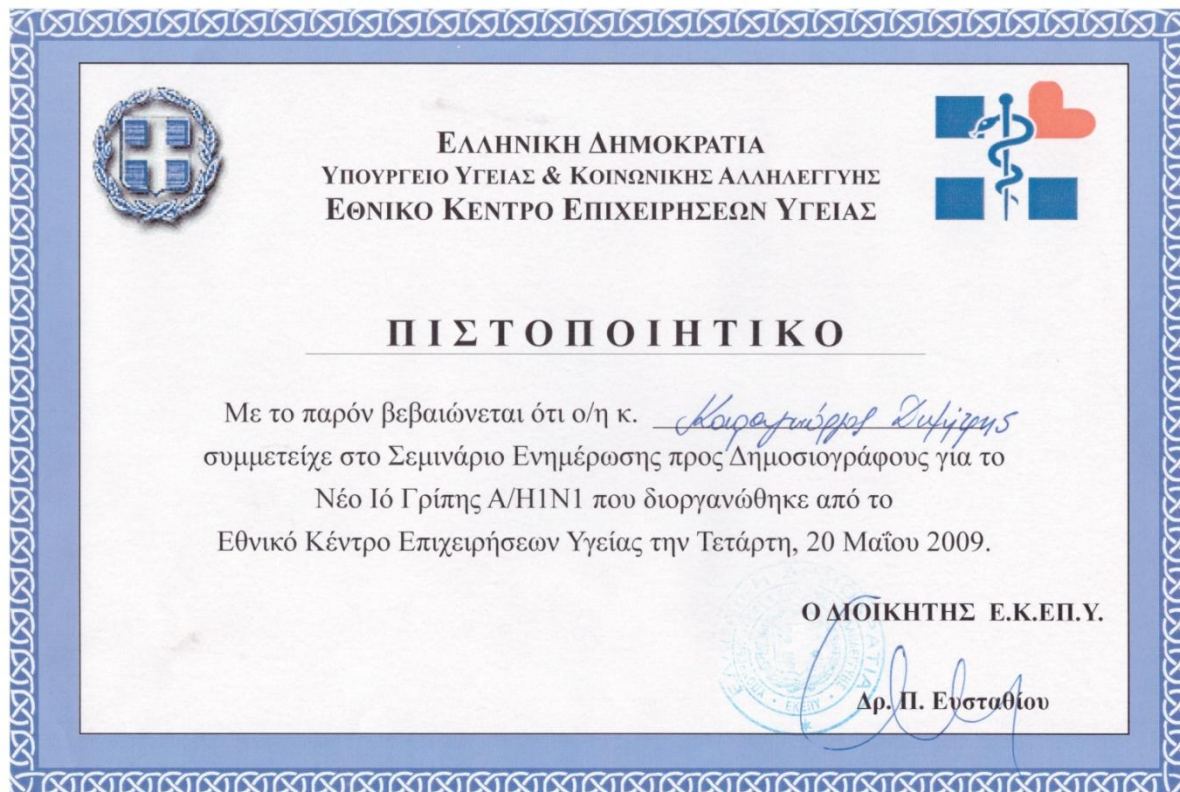 ΕΛΛΗΝΙΚΗ ΔΗΜΟΚΡΑΤΙΑ
ΥΠΟΥΡΓΕΙΟ ΥΓΕΙΑΣ & ΚΟΙΝΩΝΙΚΗΣ ΑΛΛΗΛΕΓΓΥΗΣ
ΕΘΝΙΚΟ ΚΕΝΤΡΟ ΕΠΙΧΕΙΡΗΣΕΩΝ ΥΓΕΙΑΣ
ΠΙΣΤΟΠΟΙΗΤΙΚΟ
Με το παρόν βεβαιώνεται ότι ο/η κ. Καραγιώργος Δημήτρης
συμμετείχε στο Σεμινάριο Ενημέρωσης προς Δημοσιογράφους για το
Νέο Ιό Γρίπης Α/Η1Ν1 που διοργανώθηκε από το
Εθνικό Κέντρο Επιχειρήσεων Υγείας την Τετάρτη, 20 Μαΐου 2009.
Ο ΔΙΟΙΚΗΤΗΣ Ε.Κ.ΕΠ.Υ.
Δρ. Π. Ευσταθίου